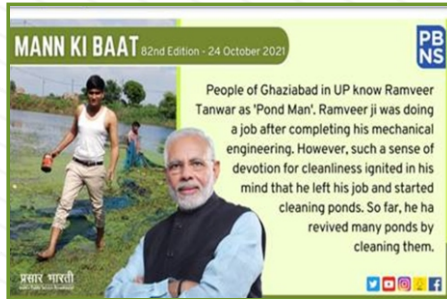 MANN KI BAAT 82nd Edition - 24 October 2021
PB
NS
People of Ghaziabad in UP know Ramveer
Tanwar as 'Pond Man'. Ramveer ji was doing
a job after completing his mechanical
engineering. However, such a sense of
devotion for cleanliness ignited in his
mind that he left his job and started
cleaning ponds. So far, he ha
revived many ponds by
cleaning them.
प्रसार भारती